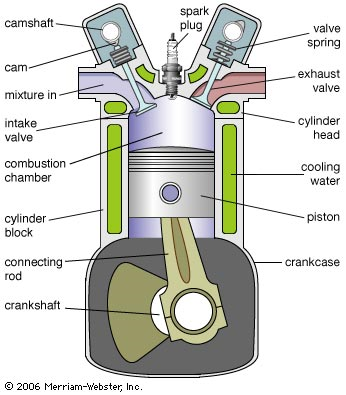 camshaft
cam
mixture in
intake
valve
combustion
chamber
cylinder
block
connecting
rod
crankshaft
spark
plug
valve
spring
exhaust
valve
cylinder
head
cooling
water
piston
crankcase
© 2006 Merriam-Webster, Inc.